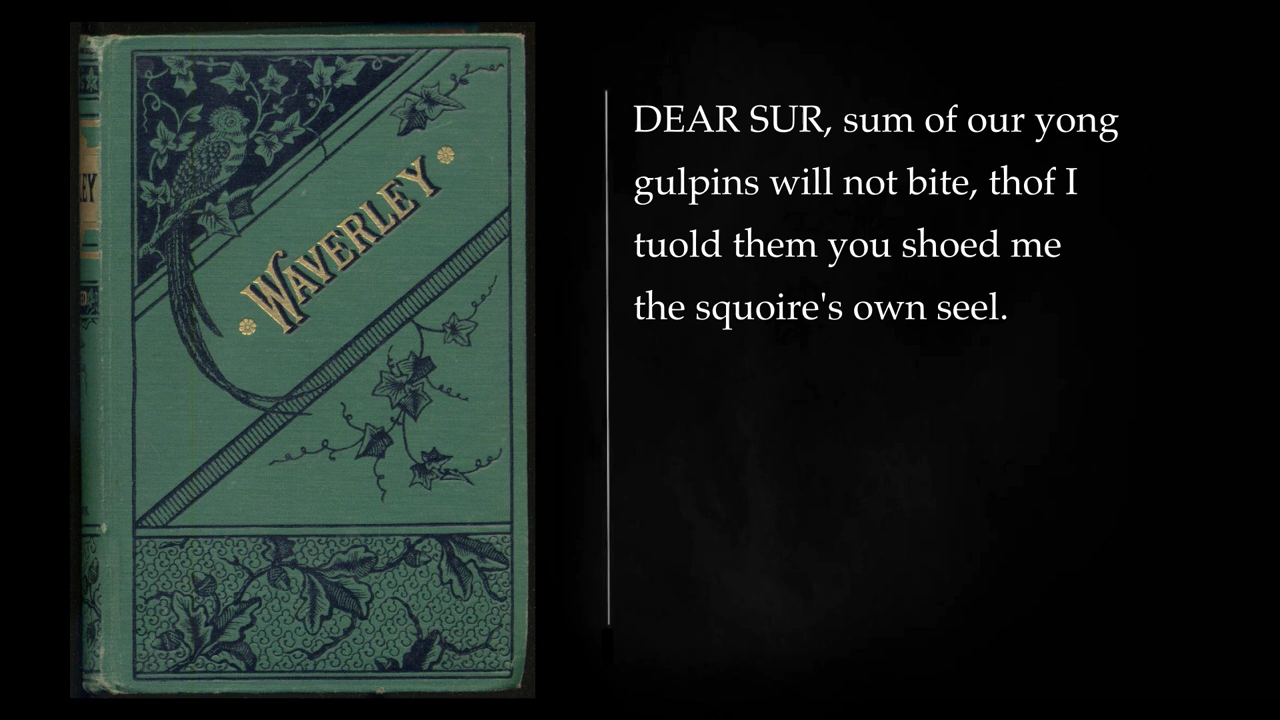 WAVERLEY
EY
DEAR SUR, sum of our yong
gulpins will not bite, thof I
tuold them you shoed me
the squoire's own seel.